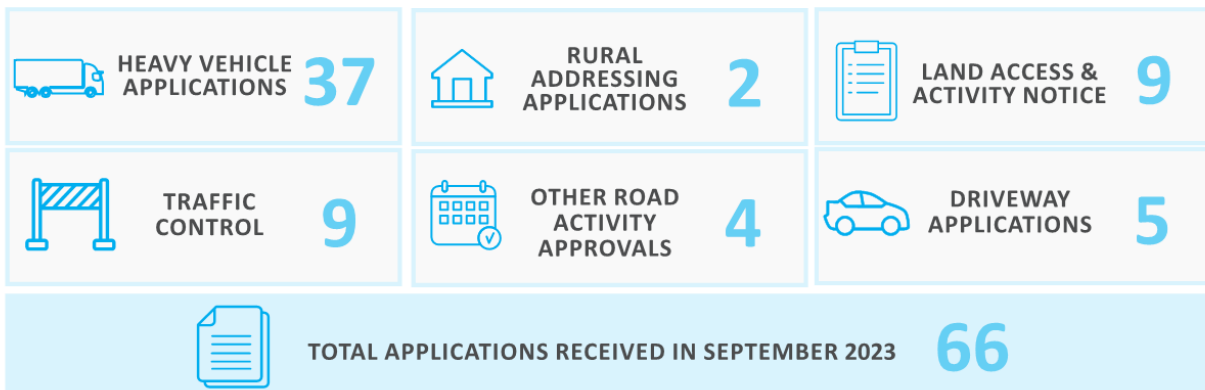 HEAVY VEHICLE
APPLICATIONS
37
RURAL
ADDRESSING
APPLICATIONS
2
LAND ACCESS &
ACTIVITY NOTICE
9
TRAFFIC
CONTROL
9
OTHER ROAD
ACTIVITY
APPROVALS
4
DRIVEWAY
APPLICATIONS
5
TOTAL APPLICATIONS RECEIVED IN SEPTEMBER 2023 66